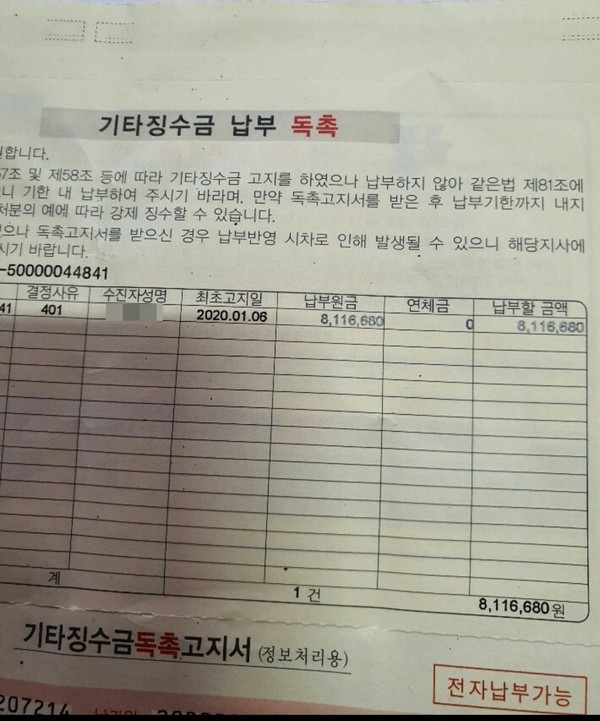 기타징수금 납부 독촉
합니다.
57조 및 제58조 등에 따라 기타징수금 고지를 하였으나 납부하지 않아 같은법 제81조에
니 기한 내 납부하여 주시기 바라며, 만약 독촉고지서를 받은 후 납부기한까지 내지
처분의 예에 따라 강제 징수할 수 있습니다.
으나 독촉고지서를 받으신 경우 납부반영 시차로 인해 발생될 수 있으니 해당지사에
시기 바랍니다.
-50000044841
결정사유 수진자성명 최초고지일 납부원금 연체금 납부할 금액
41 401 2020.01.06 8,116,680 0 8,116,680
계 1 건 8,116,680원
기타징수금독촉고지서 (정보처리용)
전자납부가능
207214